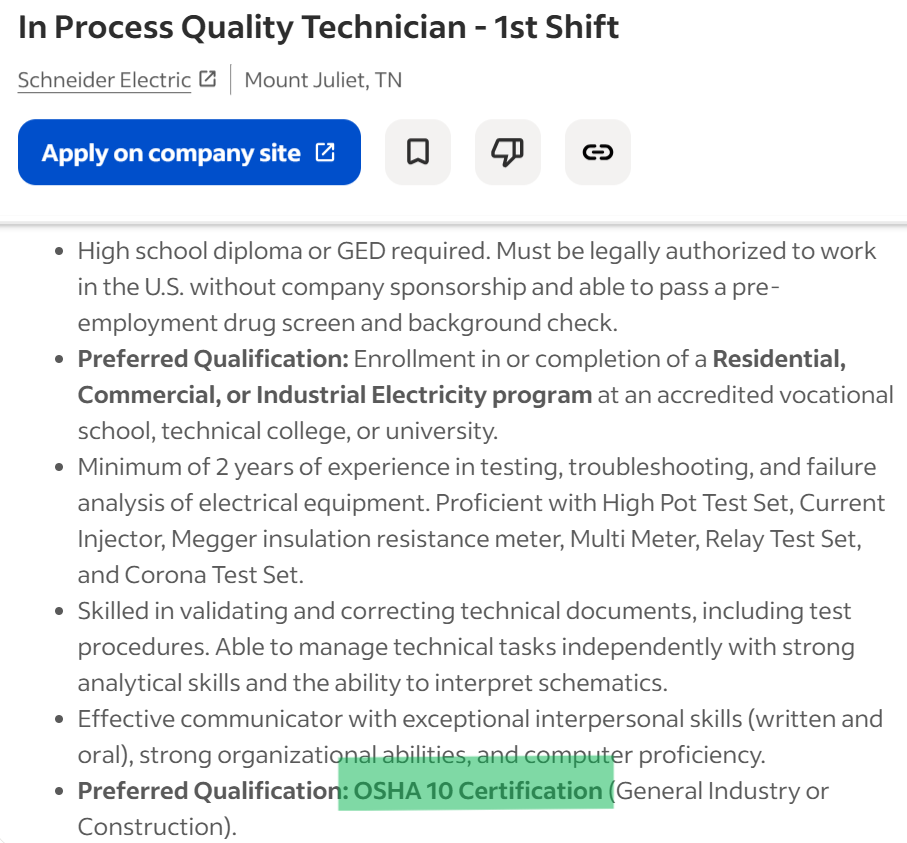 In Process Quality Technician - 1st Shift
Schneider Electric
Mount Juliet, TN
Apply on company site
• High school diploma or GED required. Must be legally authorized to work
in the U.S. without company sponsorship and able to pass a pre-
employment drug screen and background check.
• Preferred Qualification: Enrollment in or completion of a Residential,
Commercial, or Industrial Electricity program at an accredited vocational
school, technical college, or university.
• Minimum of 2 years of experience in testing, troubleshooting, and failure
analysis of electrical equipment. Proficient with High Pot Test Set, Current
Injector, Megger insulation resistance meter, Multi Meter, Relay Test Set,
and Corona Test Set.
• Skilled in validating and correcting technical documents, including test
procedures. Able to manage technical tasks independently with strong
analytical skills and the ability to interpret schematics.
• Effective communicator with exceptional interpersonal skills (written and
oral), strong organizational abilities, and computer proficiency.
• Preferred Qualification: OSHA 10 Certification (General Industry or
Construction).